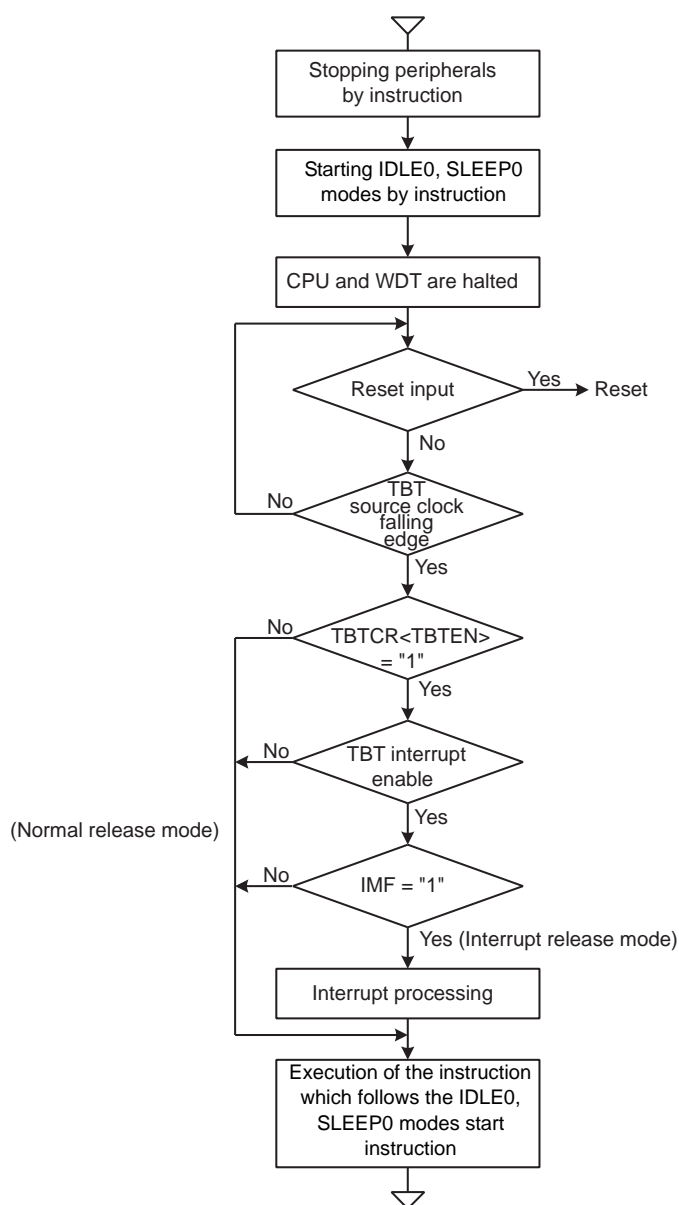 Stopping peripherals
by instruction
Starting IDLE0, SLEEP0
modes by instruction
CPU and WDT are halted
Reset input
Yes
Reset
No
No
TBT
source clock
falling
edge
Yes
No
TBTCR<TBTEN>
= "1"
Yes
No
TBT interrupt
enable
(Normal release mode)
Yes
No
IMF = "1"
Yes (Interrupt release mode)
Interrupt processing
Execution of the instruction
which follows the IDLE0,
SLEEP0 modes start
instruction